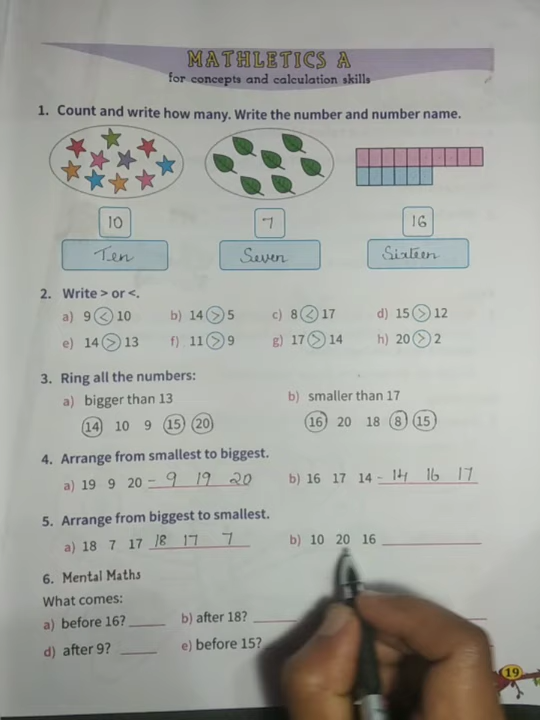 MATHLETICS A
for concepts and calculation skills
1. Count and write how many. Write the number and number name.
10 7 16
Ten Seven Sixteen
2. Write > or <.
a) 9 < 10 b) 14 > 5 c) 8 < 17 d) 15 > 12
e) 14 > 13 f) 11 > 9 g) 17 > 14 h) 20 > 2
3. Ring all the numbers:
a) bigger than 13 b) smaller than 17
14 10 9 15 20 16 20 18 8 15
4. Arrange from smallest to biggest.
a) 19 9 20 - 9 19 20 b) 16 17 14 - 14 16 17
5. Arrange from biggest to smallest.
a) 18 7 17 18 17 7 b) 10 20 16
6. Mental Maths
What comes:
a) before 16? b) after 18?
d) after 9? e) before 15?
19